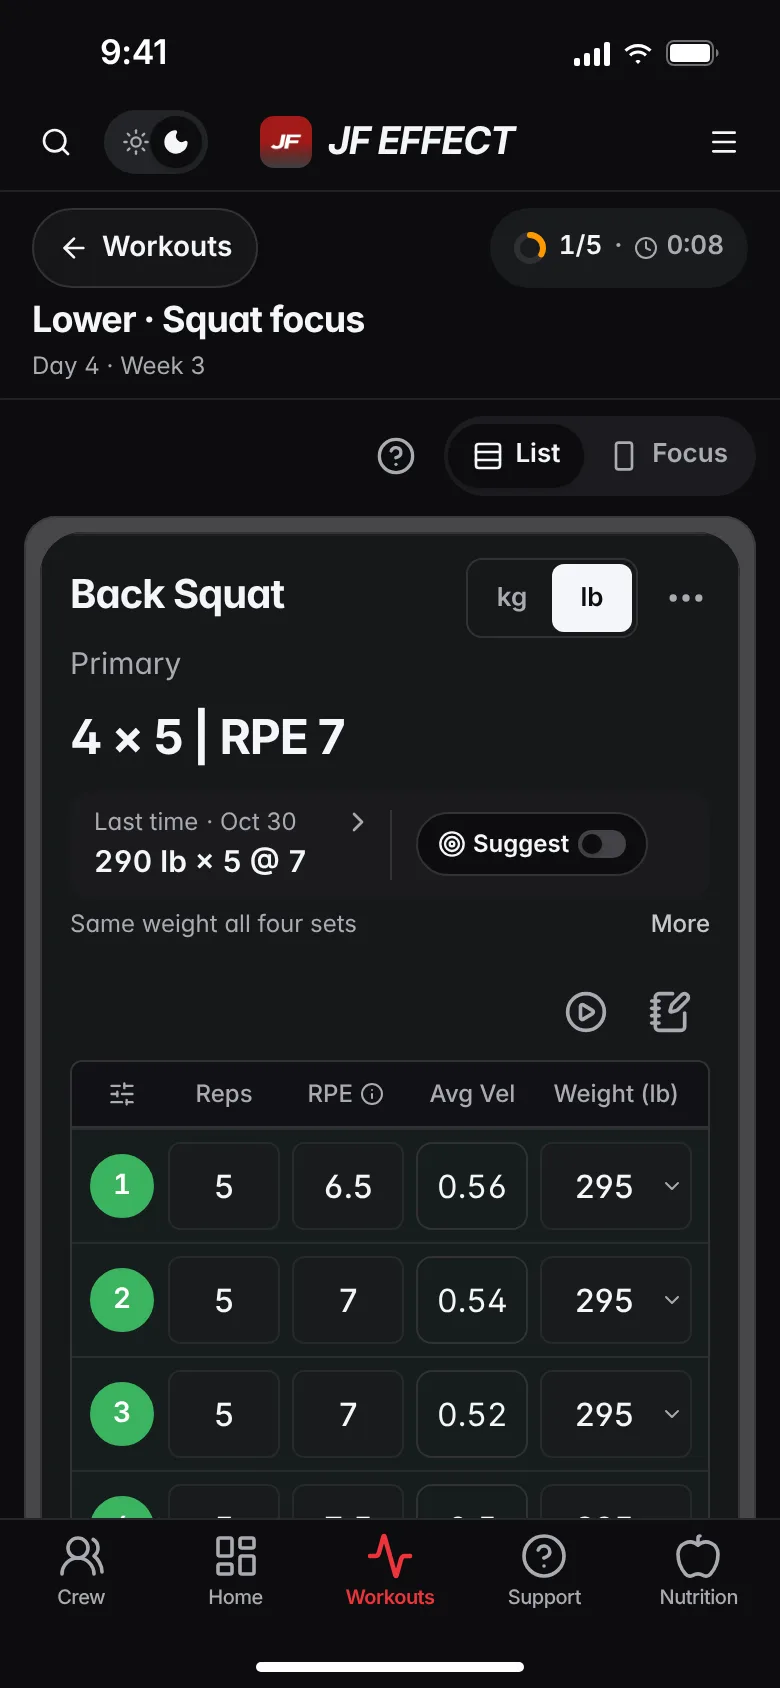 9:41
JF JF EFFECT
Workouts
1/5 · 0:08
Lower · Squat focus
Day 4 · Week 3
List
Focus
Back Squat
kg
lb
Primary
4 × 5 | RPE 7
Last time · Oct 30
290 lb × 5 @ 7
Suggest
Same weight all four sets
More
Reps RPE Avg Vel Weight (lb)
1 5 6.5 0.56 295
2 5 7 0.54 295
3 5 7 0.52 295
Crew
Home
Workouts
Support
Nutrition